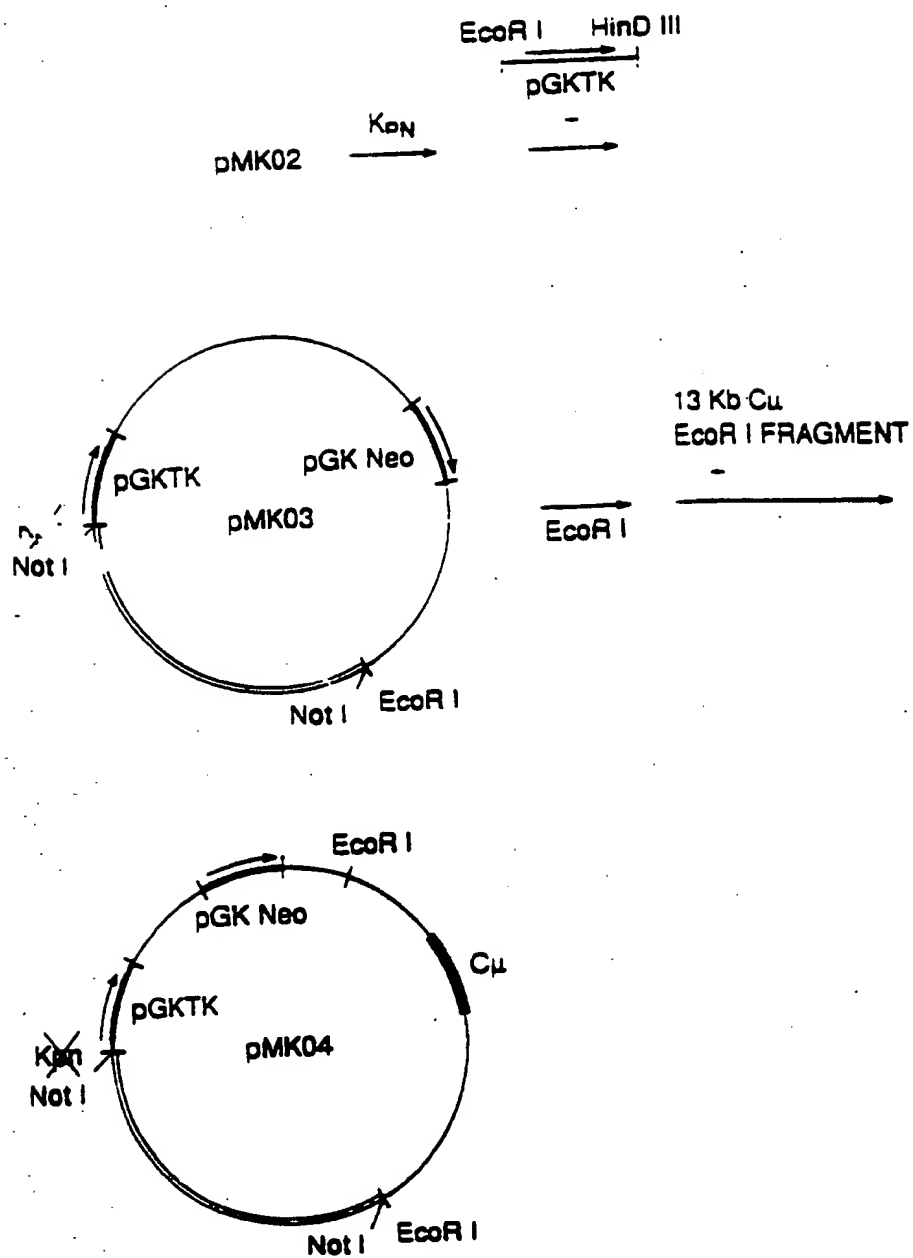 EcoR I HinD III
pGKTK
KpN
pMK02
pGKTK
pGK Neo
pMK03
Not I
13 Kb Cμ
EcoR I FRAGMENT
EcoR I
Not I
EcoR I
EcoR I
pGK Neo
Cμ
pGKTK
Kpn
pMK04
Not I
EcoR I
Not I